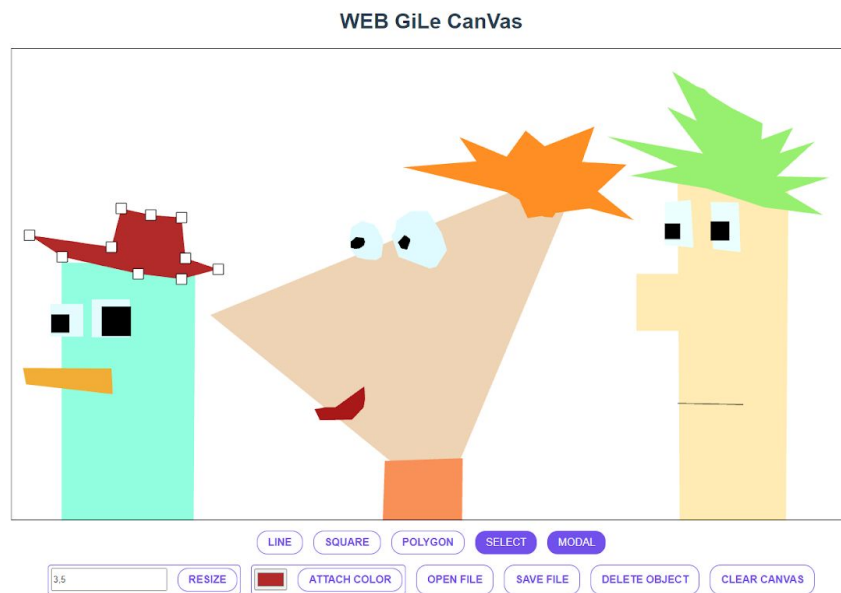 WEB GiLe CanVas
LINE SQUARE POLYGON SELECT MODAL
3.5 RESIZE ATTACH COLOR OPEN FILE SAVE FILE DELETE OBJECT CLEAR CANVAS